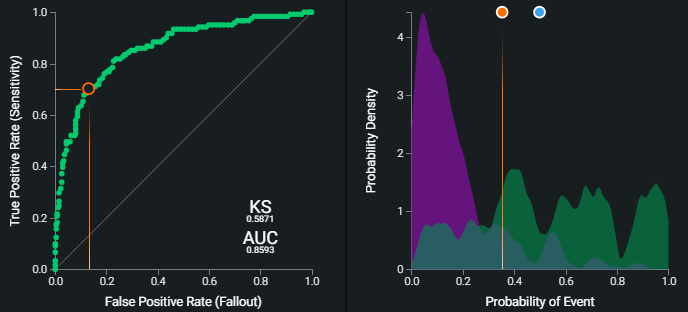 1.0
0.8
0.6
0.4
0.2
0.0
True Positive Rate (Sensitivity)
KS
0.5871
AUC
0.8593
0.0 0.2 0.4 0.6 0.8 1.0
False Positive Rate (Fallout)
4
3
2
1
0
Probability Density
0.0 0.2 0.4 0.6 0.8 1.0
Probability of Event